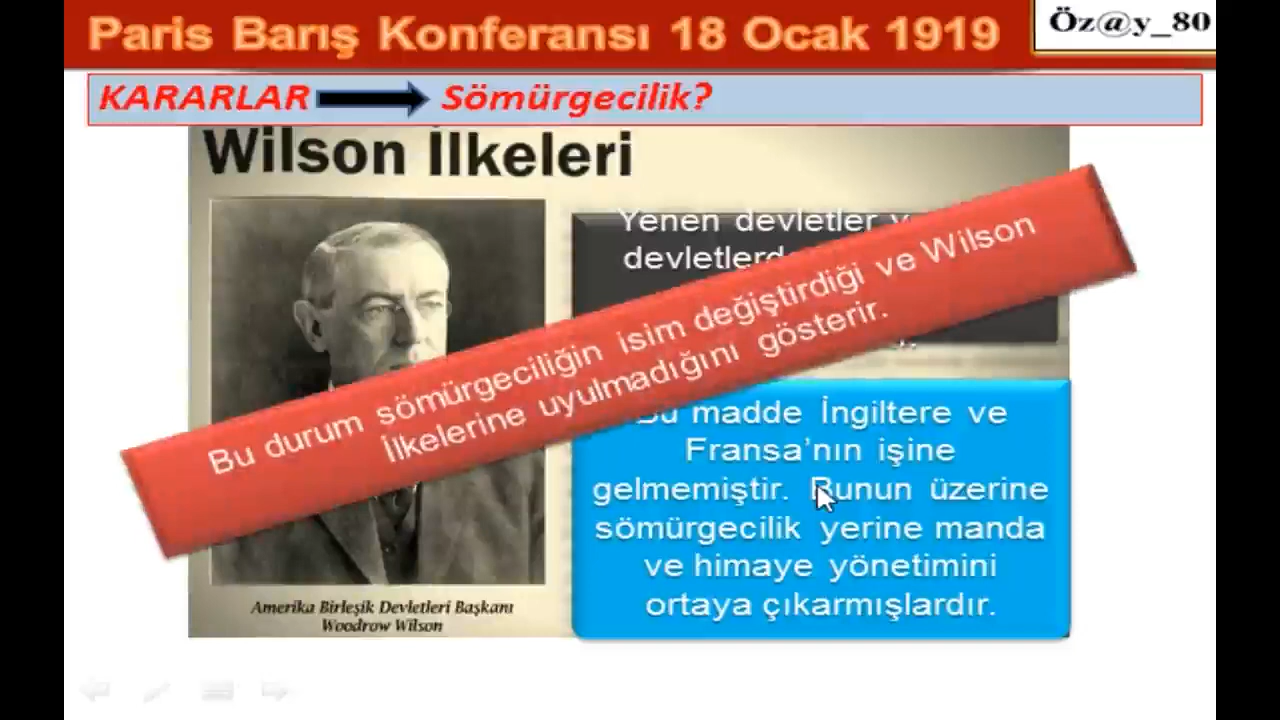 Paris Barış Konferansı 18 Ocak 1919
Öz@y_80
KARARLAR Sömürgecilik?
Wilson İlkeleri
Yenen devletler
Bu durum sömürgeciliğin isim değiştirdiği ve Wilson
İlkelerine uyulmadığını gösterir.
Bu madde İngiltere ve
Fransa'nın işine
gelmemiştir. Bunun üzerine
sömürgecilik yerine manda
ve himaye yönetimini
ortaya çıkarmışlardır.
Amerika Birleşik Devletleri Başkanı
Woodrow Wilson